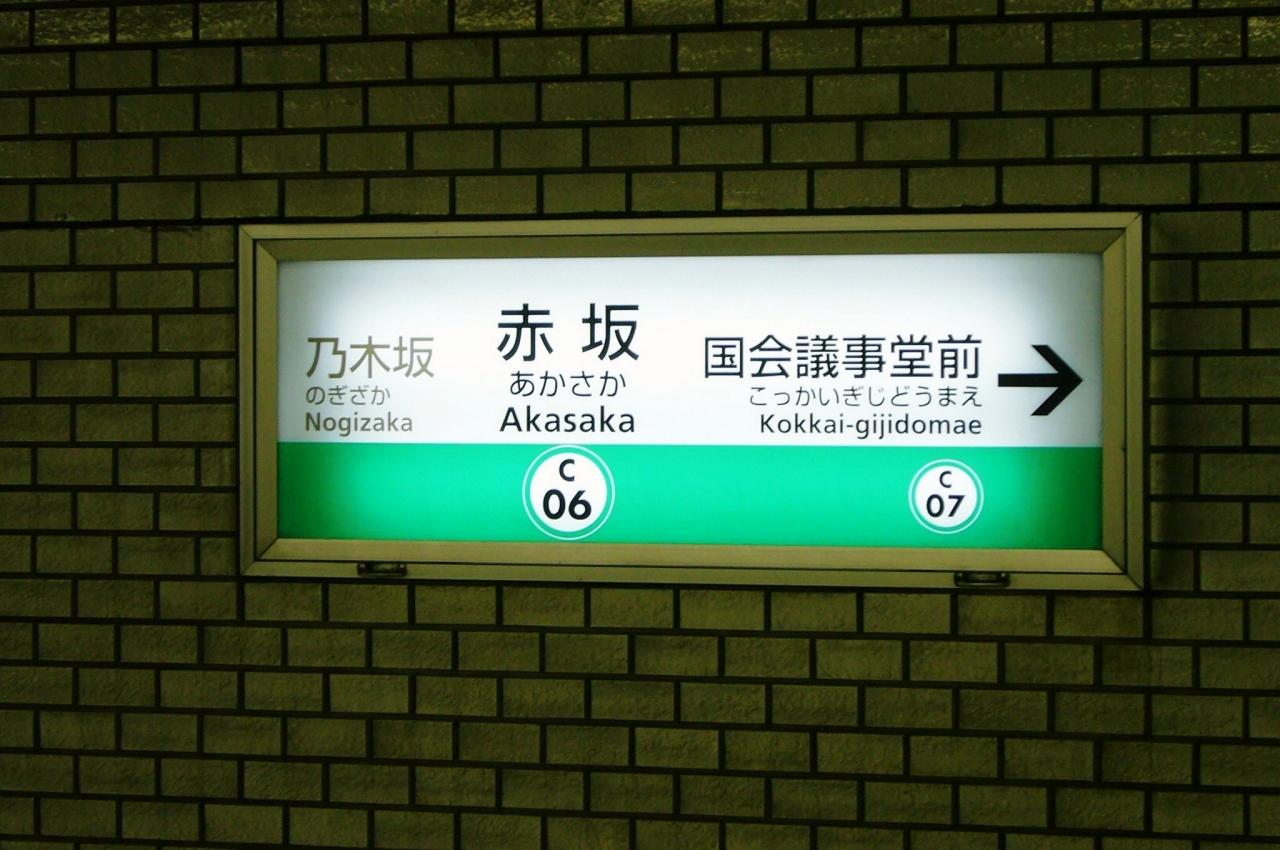 乃木坂
のぎざか
Nogizaka
赤坂
あかさか
Akasaka
C
06
国会議事堂前
こっかいぎじどうまえ
Kokkai-gijidomae
C
07